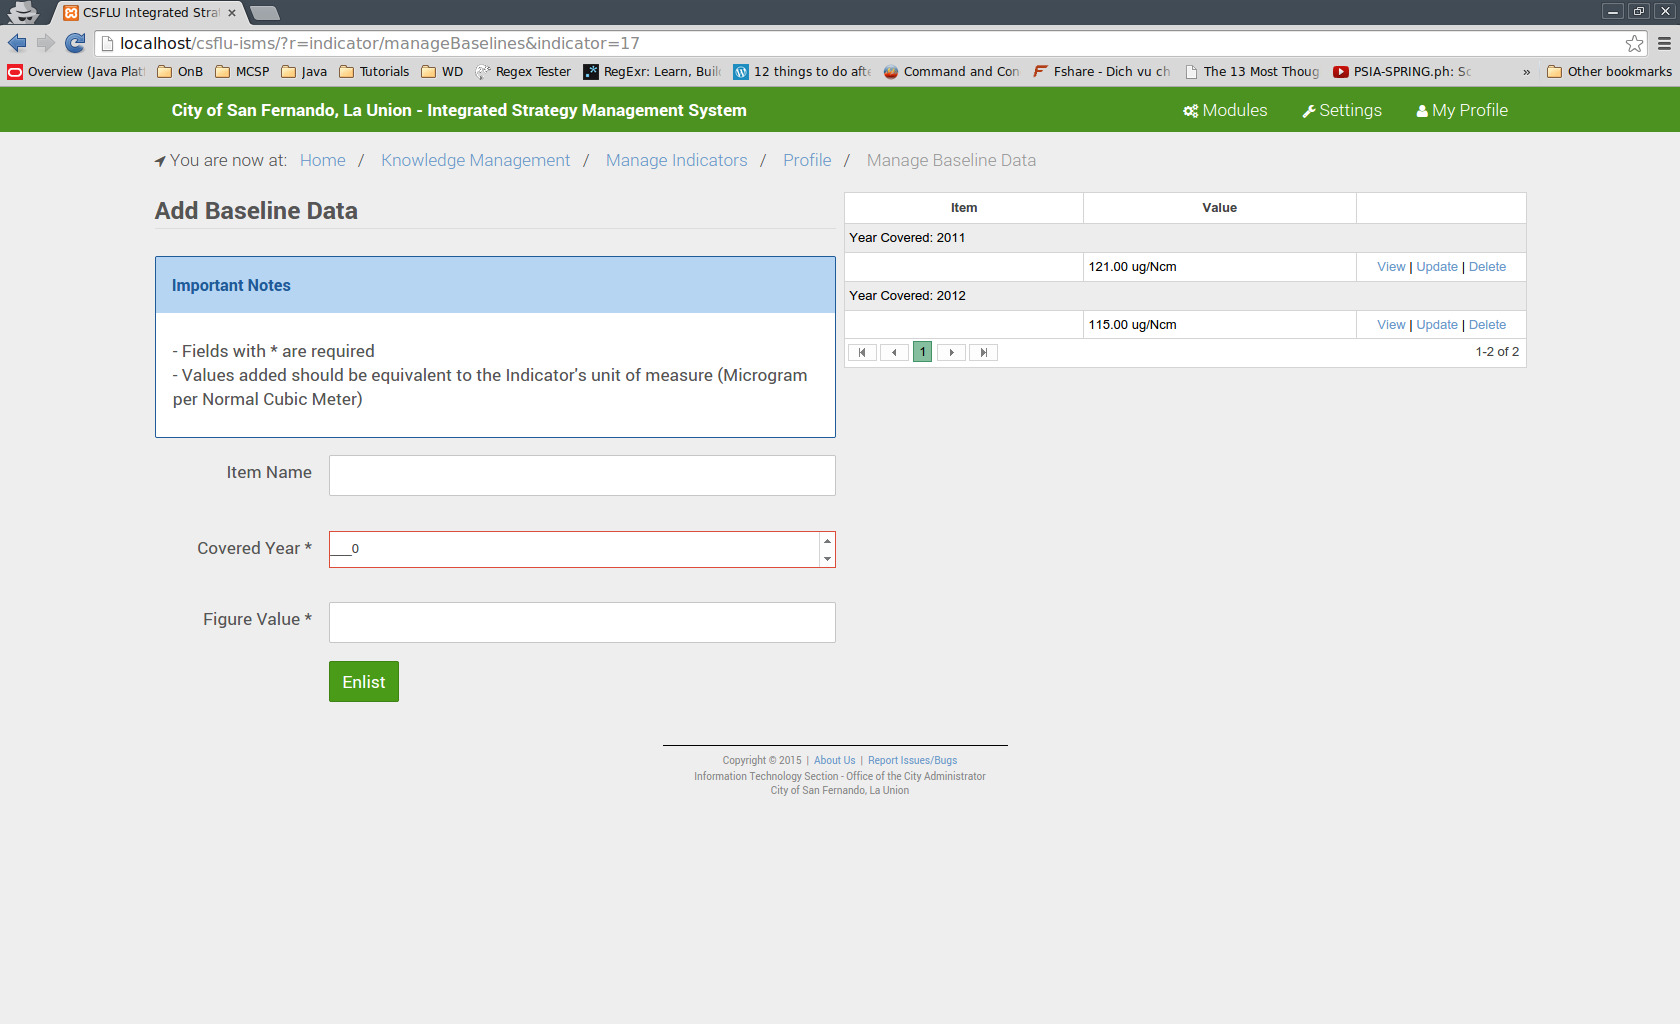 CSFLU Integrated Stra
localhost/csflu-isms/?r=indicator/manageBaselines&indicator=17
Overview (Java Plat OnB MCSP Java Tutorials WD Regex Tester RegExr: Learn, Buil 12 things to do afte Command and Con Fshare - Dich vu ch The 13 Most Thoug PSIA-SPRING.ph: Sc » Other bookmarks
City of San Fernando, La Union - Integrated Strategy Management System Modules Settings My Profile
You are now at: Home / Knowledge Management / Manage Indicators / Profile / Manage Baseline Data
Add Baseline Data
Important Notes
- Fields with * are required
- Values added should be equivalent to the Indicator's unit of measure (Microgram
per Normal Cubic Meter)
Item Name
Covered Year *
___0
Figure Value *
Enlist
Item Value
Year Covered: 2011
121.00 ug/Ncm View | Update | Delete
Year Covered: 2012
115.00 ug/Ncm View | Update | Delete
1 1-2 of 2
Copyright © 2015 | About Us | Report Issues/Bugs
Information Technology Section - Office of the City Administrator
City of San Fernando, La Union